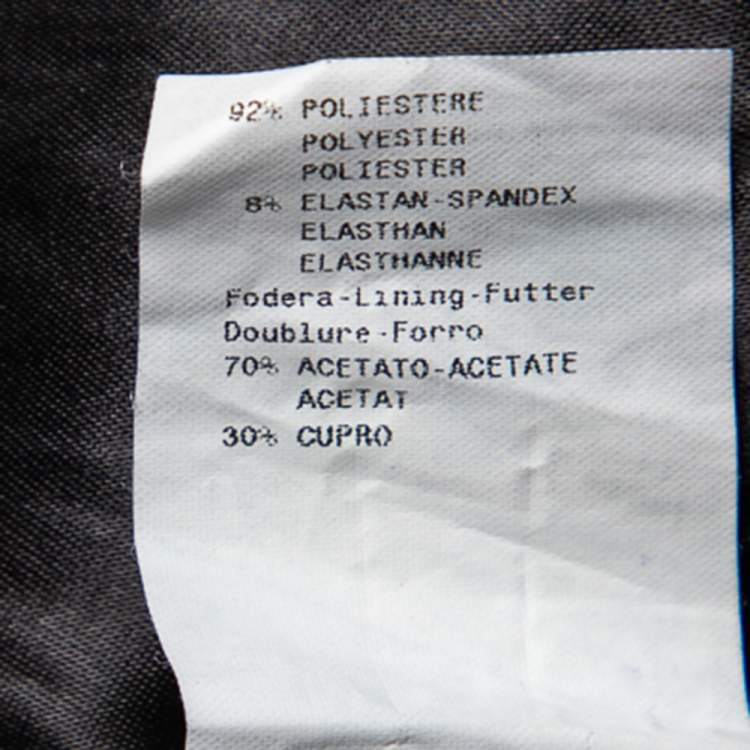 92% POLIESTERE
POLYESTER
POLIESTER
8% ELASTAN-SPANDEX
ELASTHAN
ELASTHANNE
Fodera-Lining-Futter
Doublure-Forro
70% ACETATO-ACETATE
ACETAT
30% CUPRO